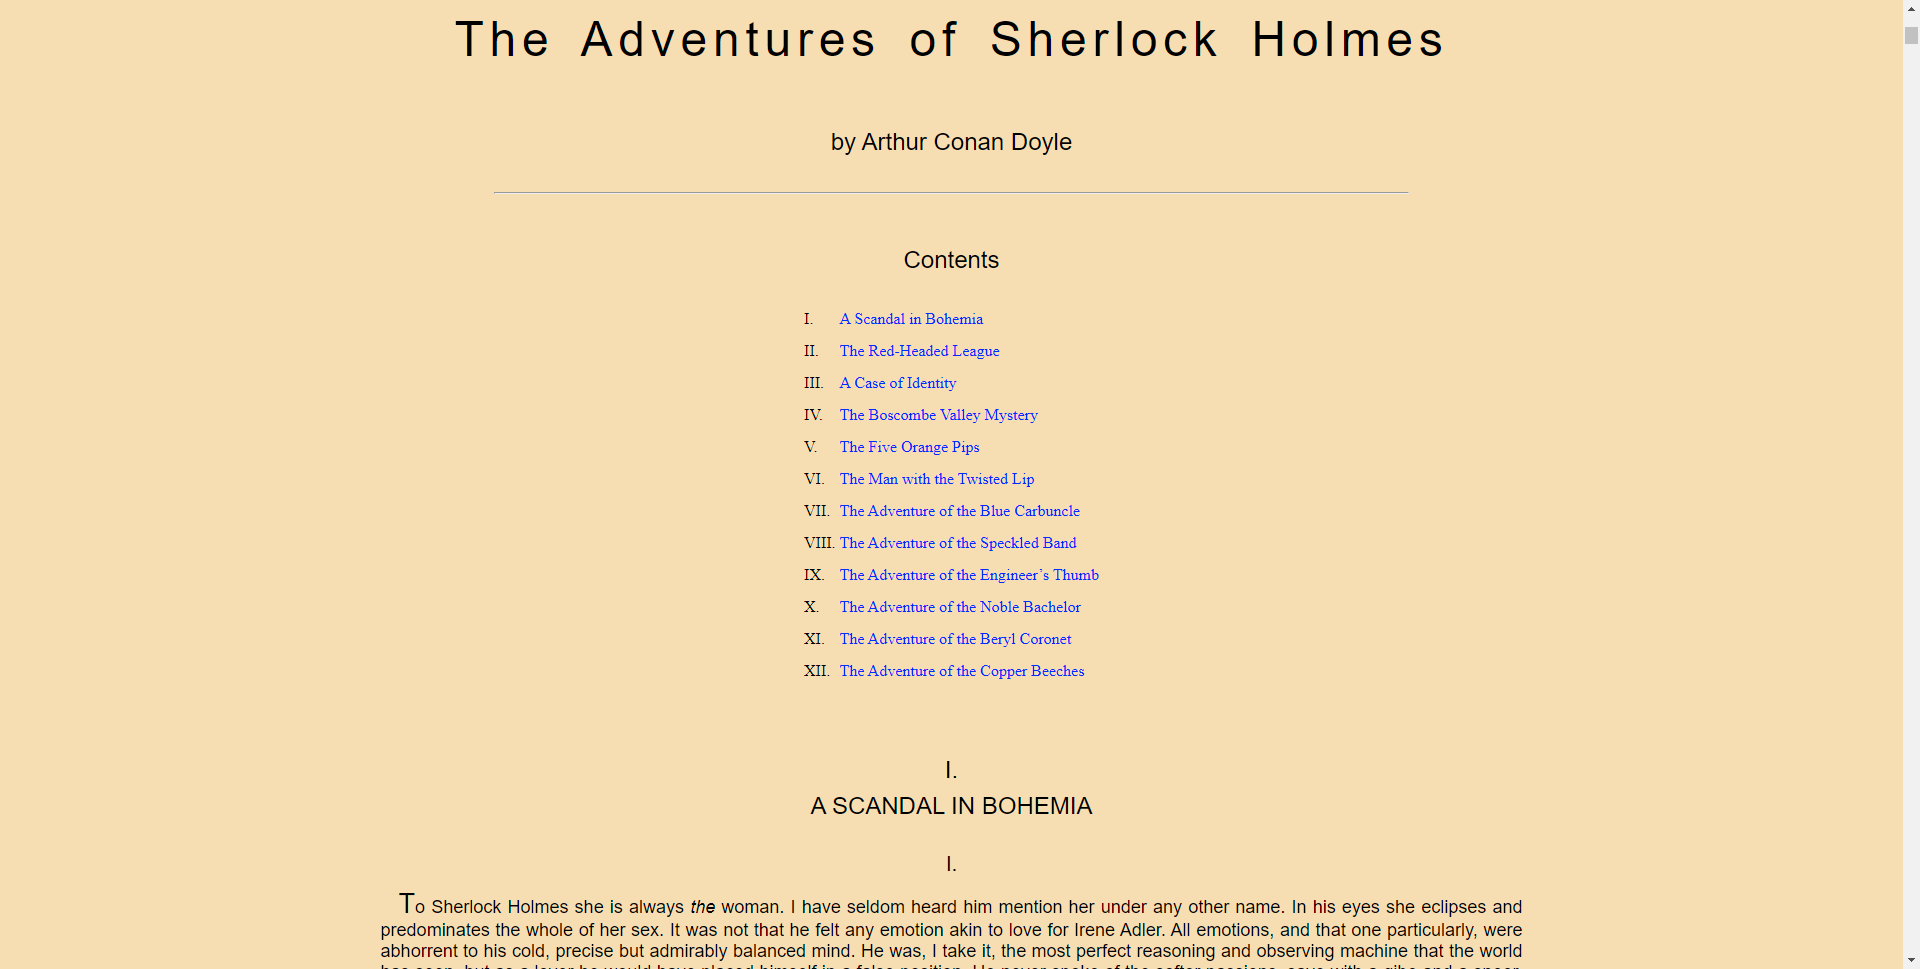 The Adventures of Sherlock Holmes
by Arthur Conan Doyle
Contents
I. A Scandal in Bohemia
II. The Red-Headed League
III. A Case of Identity
IV. The Boscombe Valley Mystery
V. The Five Orange Pips
VI. The Man with the Twisted Lip
VII. The Adventure of the Blue Carbuncle
VIII. The Adventure of the Speckled Band
IX. The Adventure of the Engineer’s Thumb
X. The Adventure of the Noble Bachelor
XI. The Adventure of the Beryl Coronet
XII. The Adventure of the Copper Beeches
I.
A SCANDAL IN BOHEMIA
I.
To Sherlock Holmes she is always the woman. I have seldom heard him mention her under any other name. In his eyes she eclipses and
predominates the whole of her sex. It was not that he felt any emotion akin to love for Irene Adler. All emotions, and that one particularly, were
abhorrent to his cold, precise but admirably balanced mind. He was, I take it, the most perfect reasoning and observing machine that the world